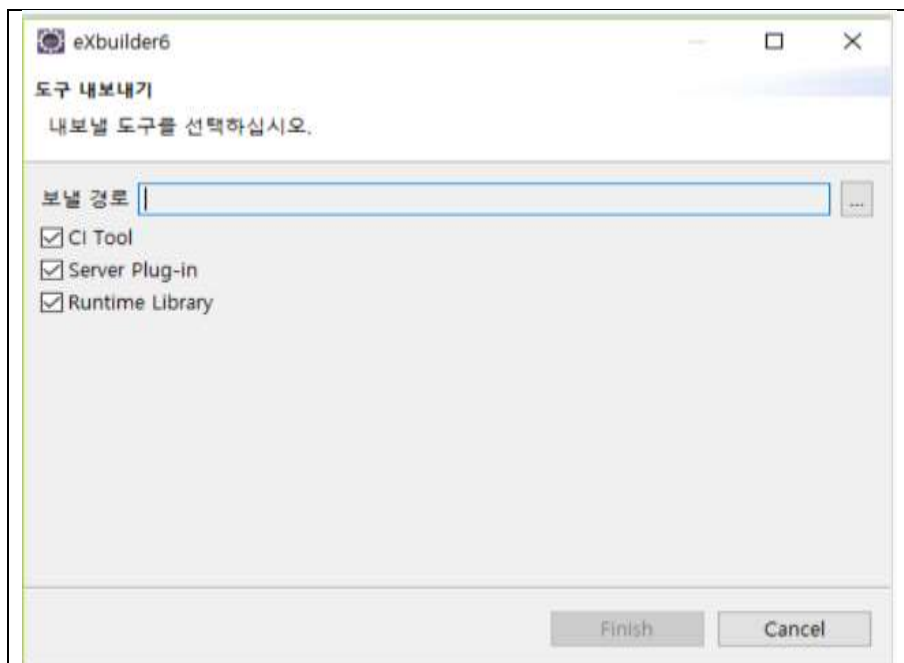 eXbuilder6
도구 내보내기
내보낼 도구를 선택하십시오.
보낼 경로 ...
CI Tool
Server Plug-in
Runtime Library
Finish Cancel